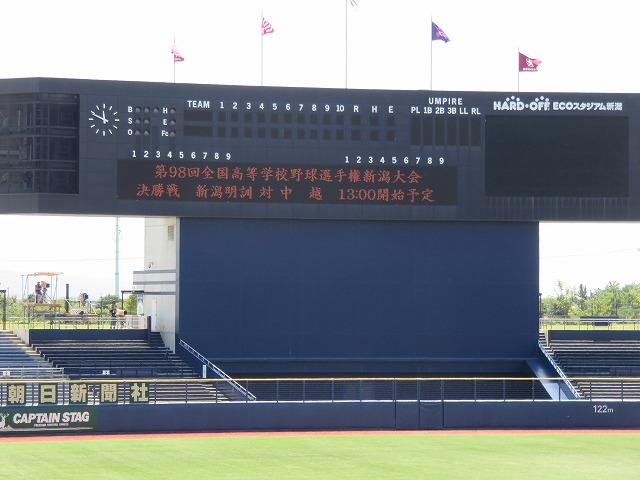 TEAM 1 2 3 4 5 6 7 8 9 10 R H E
UMPIRE
PL 1B 2B 3B LL RL
HARD・OFF ECOスタジアム新潟
B H
S E
O Fc
1 2 3 4 5 6 7 8 9
1 2 3 4 5 6 7 8 9
第98回全国高等学校野球選手権新潟大会
決勝戦 新潟明訓 対 中 越 13:00開始予定
朝日新聞社
CAPTAIN STAG
122m